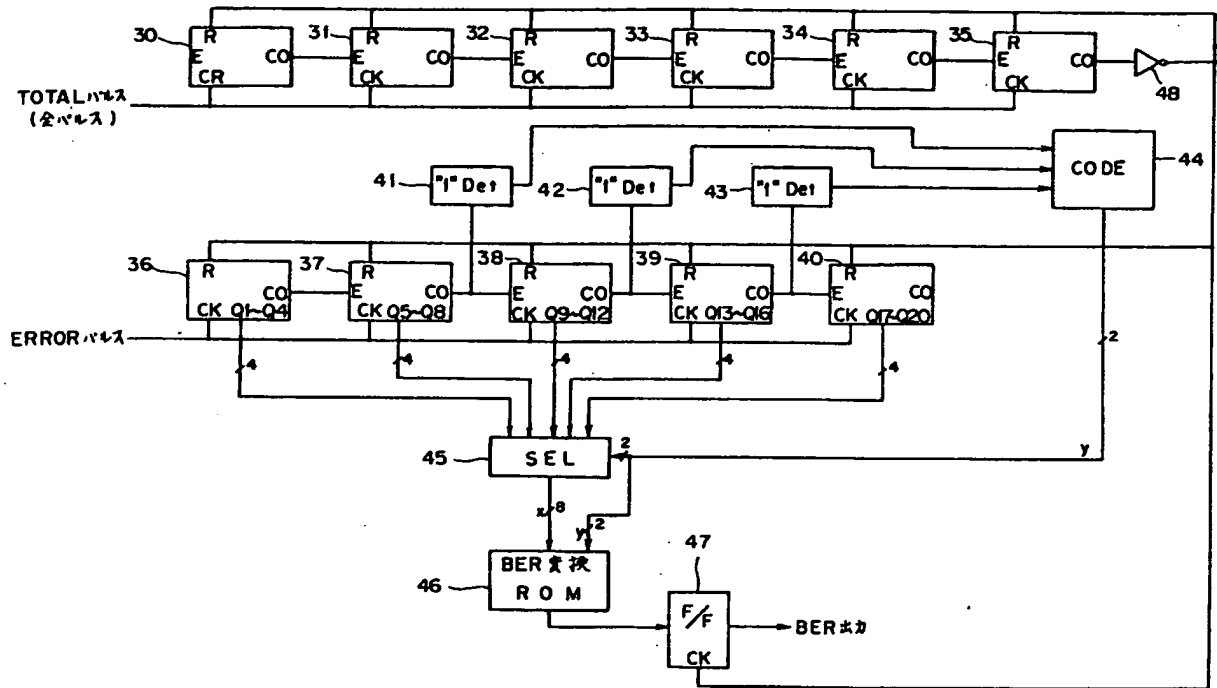 30 31 32 33 34 35
R R R R R R
E CO E CO E CO E CO E CO E CO
CR CK CK CK CK CK
48
TOTALパルス
(全パルス)
41 "1" Det 42 "1" Det 43 "1" Det
CODE 44
36 37 38 39 40
R R R R R
CO E CO E CO E CO E CO
CK Q1~Q4 CK Q5~Q8 CK Q9~Q12 CK Q13~Q16 CK Q17~Q20
ERRORパルス
4 4 4 4 4
2
45 SEL 2 y
x 8 y 2
46 BER変換
ROM
47
F/F
CK
BER出力